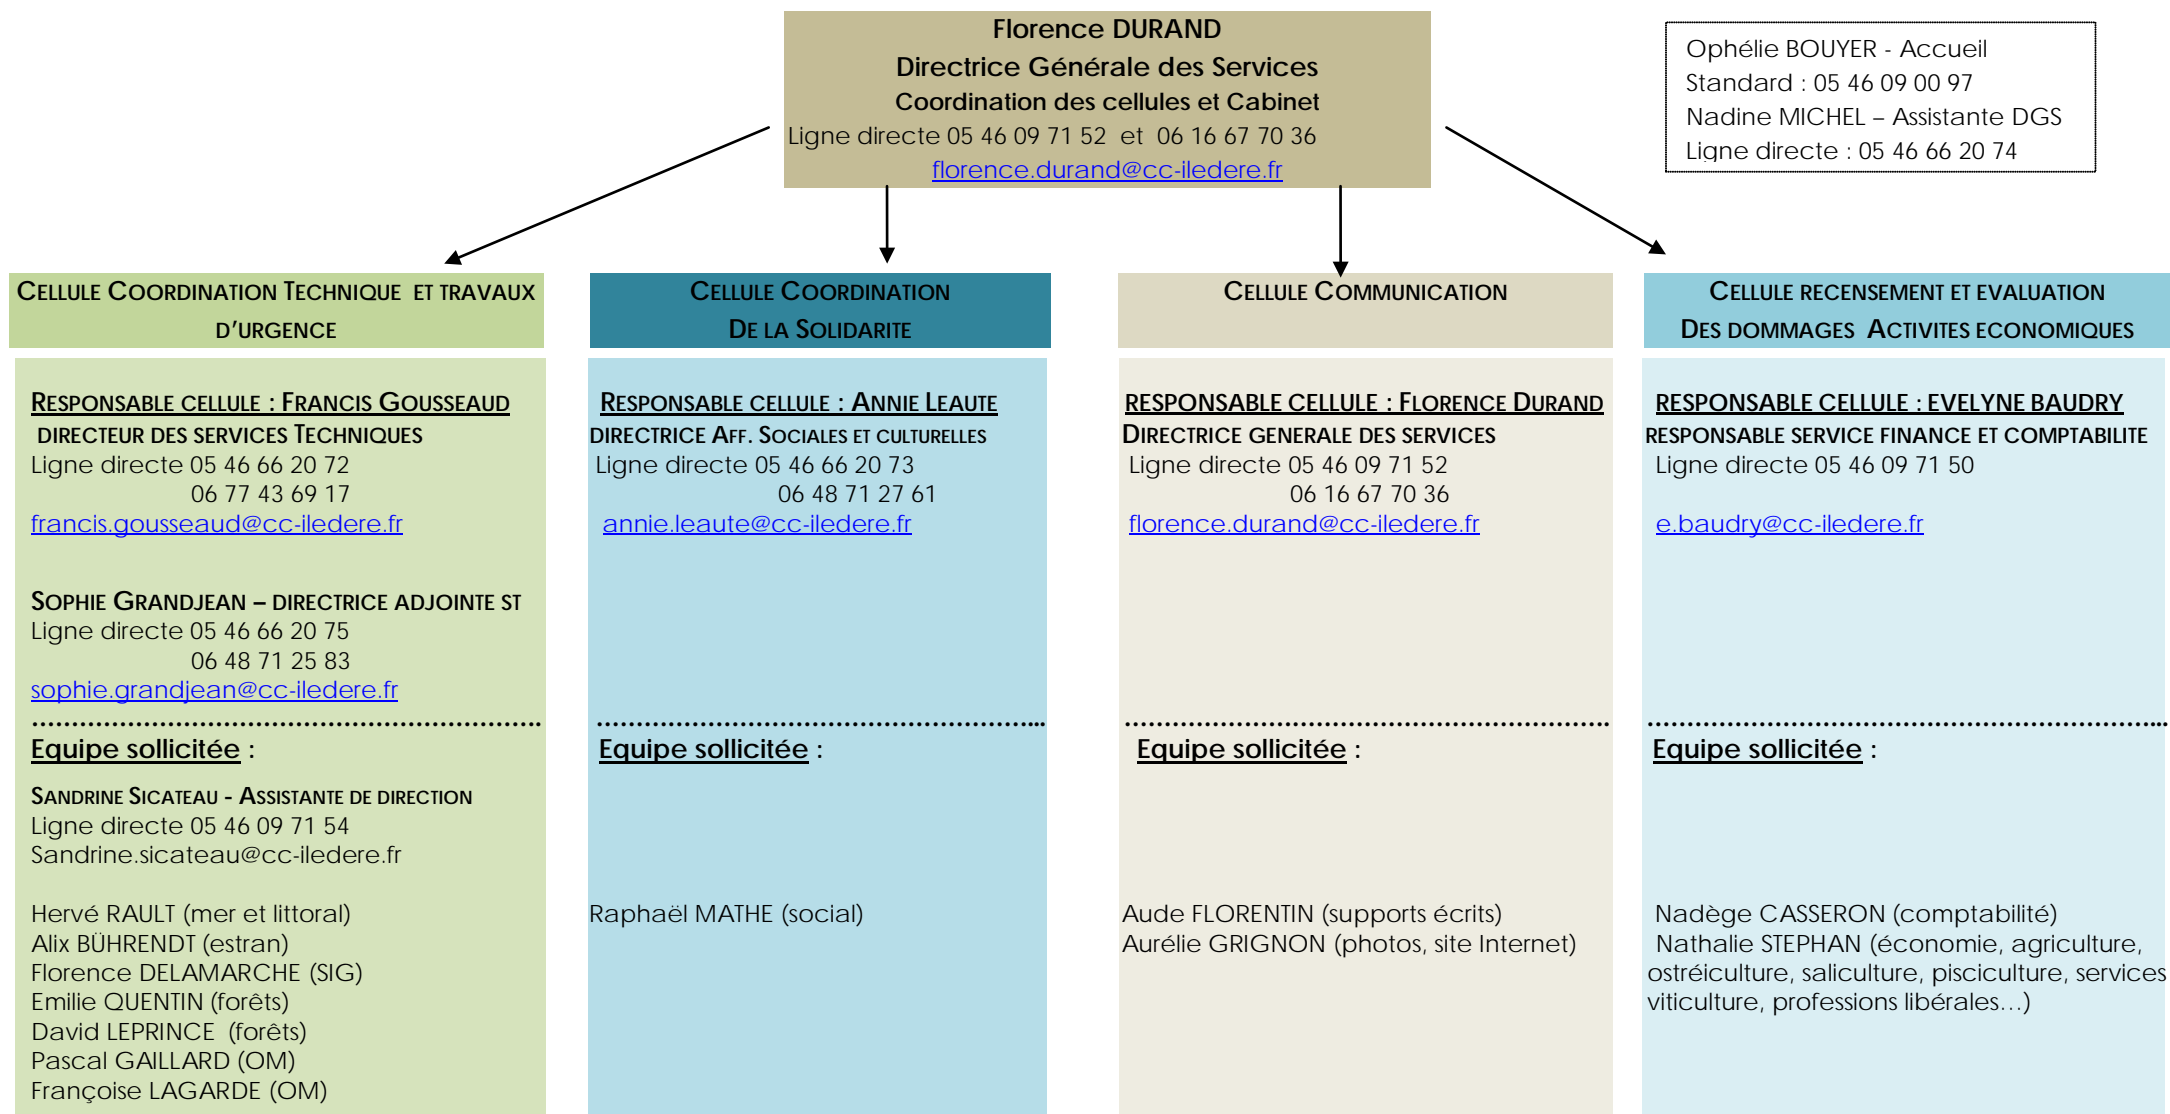 Florence DURAND
Directrice Générale des Services
Coordination des cellules et Cabinet
Ligne directe 05 46 09 71 52 et 06 16 67 70 36
florence.durand@cc-iledere.fr
Ophélie BOUYER - Accueil
Standard : 05 46 09 00 97
Nadine MICHEL – Assistante DGS
Ligne directe : 05 46 66 20 74
CELLULE COORDINATION TECHNIQUE ET TRAVAUX
D'URGENCE
RESPONSABLE CELLULE : FRANCIS GOUSSEAUD
DIRECTEUR DES SERVICES TECHNIQUES
Ligne directe 05 46 66 20 72
06 77 43 69 17
francis.gousseaud@cc-iledere.fr
SOPHIE GRANDJEAN – DIRECTRICE ADJOINTE ST
Ligne directe 05 46 66 20 75
06 48 71 25 83
sophie.grandjean@cc-iledere.fr
Equipe sollicitée :
SANDRINE SICATEAU - ASSISTANTE DE DIRECTION
Ligne directe 05 46 09 71 54
Sandrine.sicateau@cc-iledere.fr
Hervé RAULT (mer et littoral)
Alix BÜHRENDT (estran)
Florence DELAMARCHE (SIG)
Emilie QUENTIN (forêts)
David LEPRINCE (forêts)
Pascal GAILLARD (OM)
Françoise LAGARDE (OM)
CELLULE COORDINATION
DE LA SOLIDARITE
RESPONSABLE CELLULE : ANNIE LEAUTE
DIRECTRICE AFF. SOCIALES ET CULTURELLES
Ligne directe 05 46 66 20 73
06 48 71 27 61
annie.leaute@cc-iledere.fr
Equipe sollicitée :
Raphaël MATHE (social)
CELLULE COMMUNICATION
RESPONSABLE CELLULE : FLORENCE DURAND
DIRECTRICE GENERALE DES SERVICES
Ligne directe 05 46 09 71 52
06 16 67 70 36
florence.durand@cc-iledere.fr
Equipe sollicitée :
Aude FLORENTIN (supports écrits)
Aurélie GRIGNON (photos, site Internet)
CELLULE RECENSEMENT ET EVALUATION
DES DOMMAGES ACTIVITES ECONOMIQUES
RESPONSABLE CELLULE : EVELYNE BAUDRY
RESPONSABLE SERVICE FINANCE ET COMPTABILITE
Ligne directe 05 46 09 71 50
e.baudry@cc-iledere.fr
Equipe sollicitée :
Nadège CASSERON (comptabilité)
Nathalie STEPHAN (économie, agriculture,
ostréiculture, saliculture, pisciculture, services
viticulture, professions libérales…)